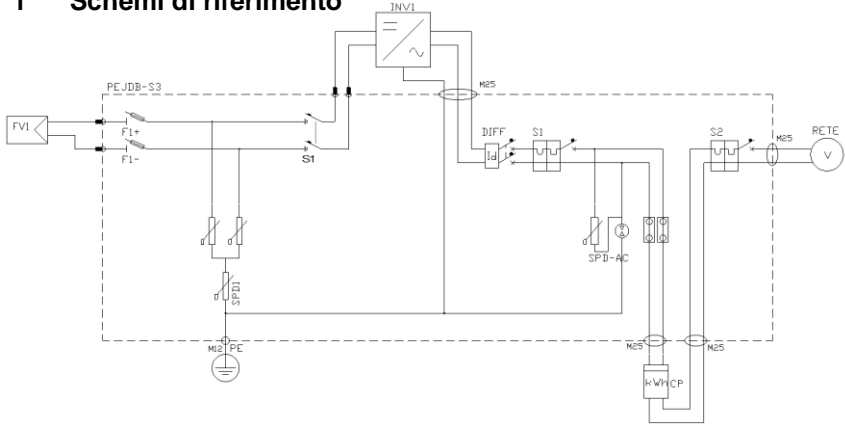 1 Schemi di riferimento
INV1
PEJDB-S3
M25
FV1
F1+
F1-
S1
DIFF
Id
S1
S2
M25
RETE
V
SPD-AC
SPD1
M12 PE
M25
M25
kWh CP